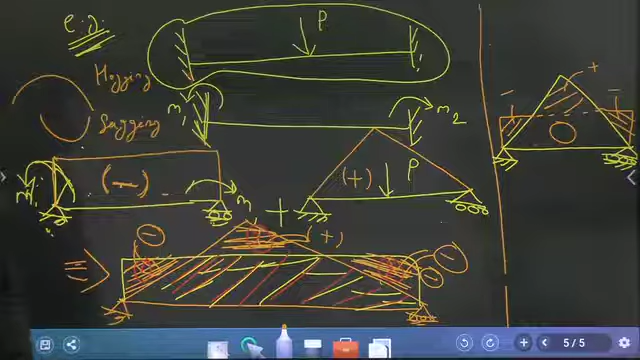 e.g.
P
Hogging
Sagging
m₁
m₂
(-)
m₁
m
+
(+)
P
=>
-
(+)
-
-
+
-
-
5 / 5